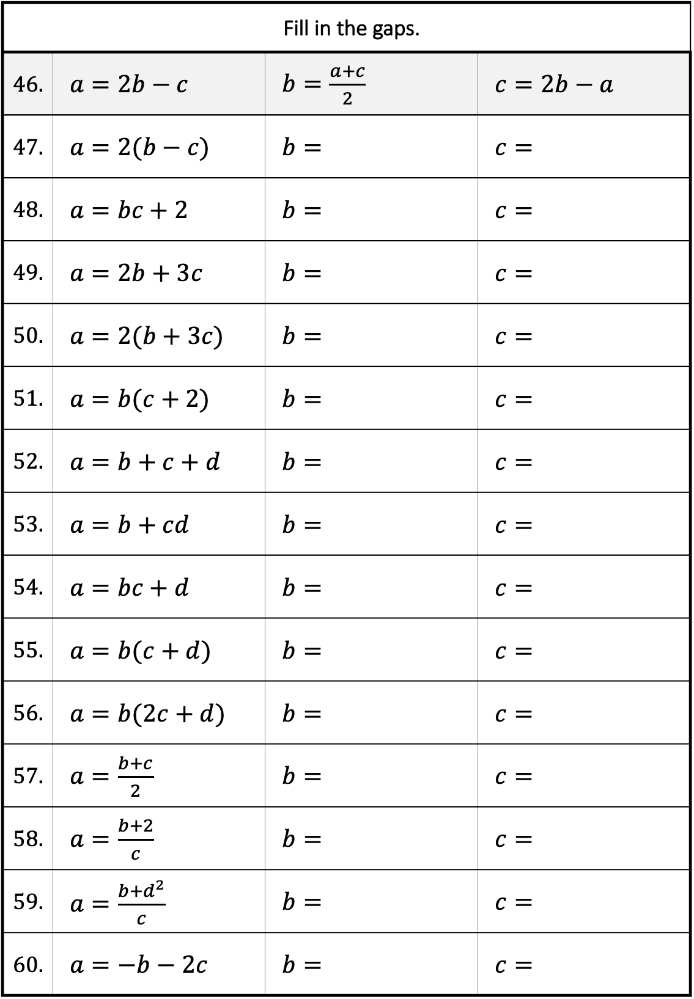 Fill in the gaps.
46. a = 2b − c b = \frac{a+c}{2} c = 2b − a
47. a = 2(b − c) b = c =
48. a = bc + 2 b = c =
49. a = 2b + 3c b = c =
50. a = 2(b + 3c) b = c =
51. a = b(c + 2) b = c =
52. a = b + c + d b = c =
53. a = b + cd b = c =
54. a = bc + d b = c =
55. a = b(c + d) b = c =
56. a = b(2c + d) b = c =
57. a = \frac{b+c}{2} b = c =
58. a = \frac{b+2}{c} b = c =
59. a = \frac{b+d^2}{c} b = c =
60. a = −b − 2c b = c =